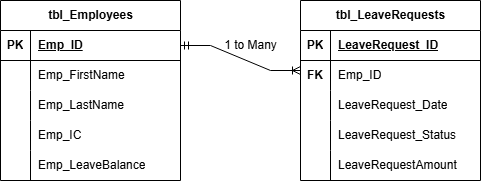 tbl_Employees
PK Emp_ID
Emp_FirstName
Emp_LastName
Emp_IC
Emp_LeaveBalance
1 to Many
tbl_LeaveRequests
PK LeaveRequest_ID
FK Emp_ID
LeaveRequest_Date
LeaveRequest_Status
LeaveRequestAmount